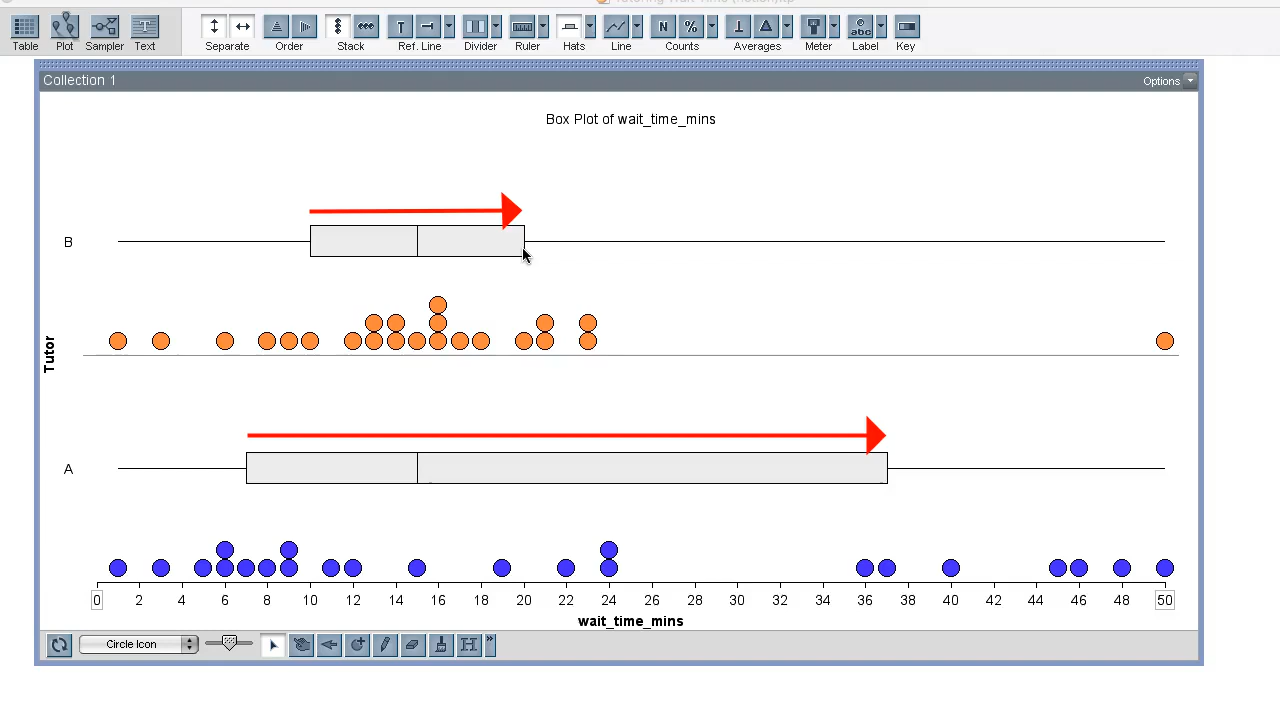 Table Plot Sampler Text Separate Order Stack Ref. Line Divider Ruler Hats Line Counts Averages Meter Label Key
T N % abc
Collection 1
Options
Box Plot of wait_time_mins
B
Tutor
A
0 2 4 6 8 10 12 14 16 18 20 22 24 26 28 30 32 34 36 38 40 42 44 46 48 50
wait_time_mins
Circle Icon